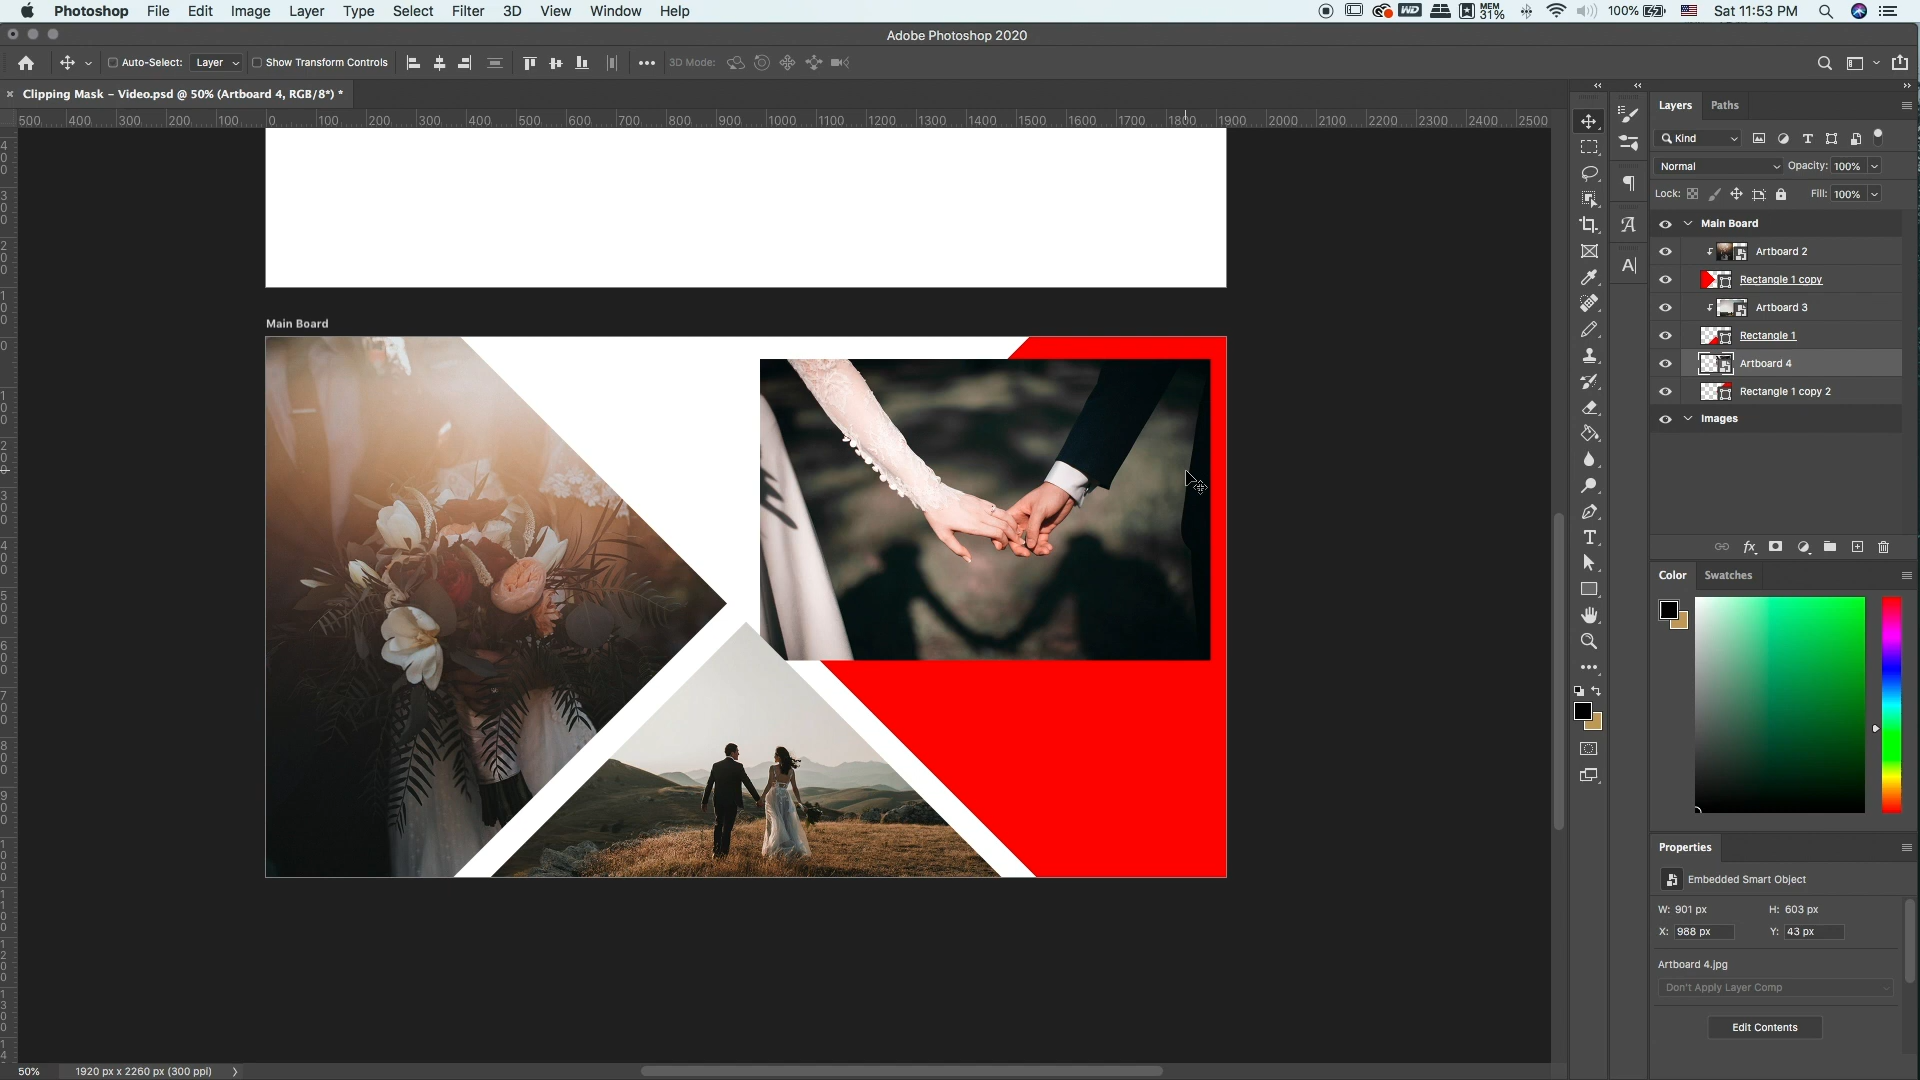 Photoshop File Edit Image Layer Type Select Filter 3D View Window Help
MEM 31% 100% Sat 11:53 PM
Adobe Photoshop 2020
Auto-Select: Layer Show Transform Controls 3D Mode:
Clipping Mask – Video.psd @ 50% (Artboard 4, RGB/8*) *
500 400 300 200 100 0 100 200 300 400 500 600 700 800 900 1000 1100 1200 1300 1400 1500 1600 1700 1800 1900 2000 2100 2200 2300 2400 2500
Main Board
Layers Paths
Kind
Normal Opacity: 100%
Lock: Fill: 100%
Main Board
Artboard 2
Rectangle 1 copy
Artboard 3
Rectangle 1
Artboard 4
Rectangle 1 copy 2
Images
Color Swatches
Properties
Embedded Smart Object
W: 901 px H: 603 px
X: 988 px Y: 43 px
Artboard 4.jpg
Don't Apply Layer Comp
Edit Contents
50% 1920 px x 2260 px (300 ppi)